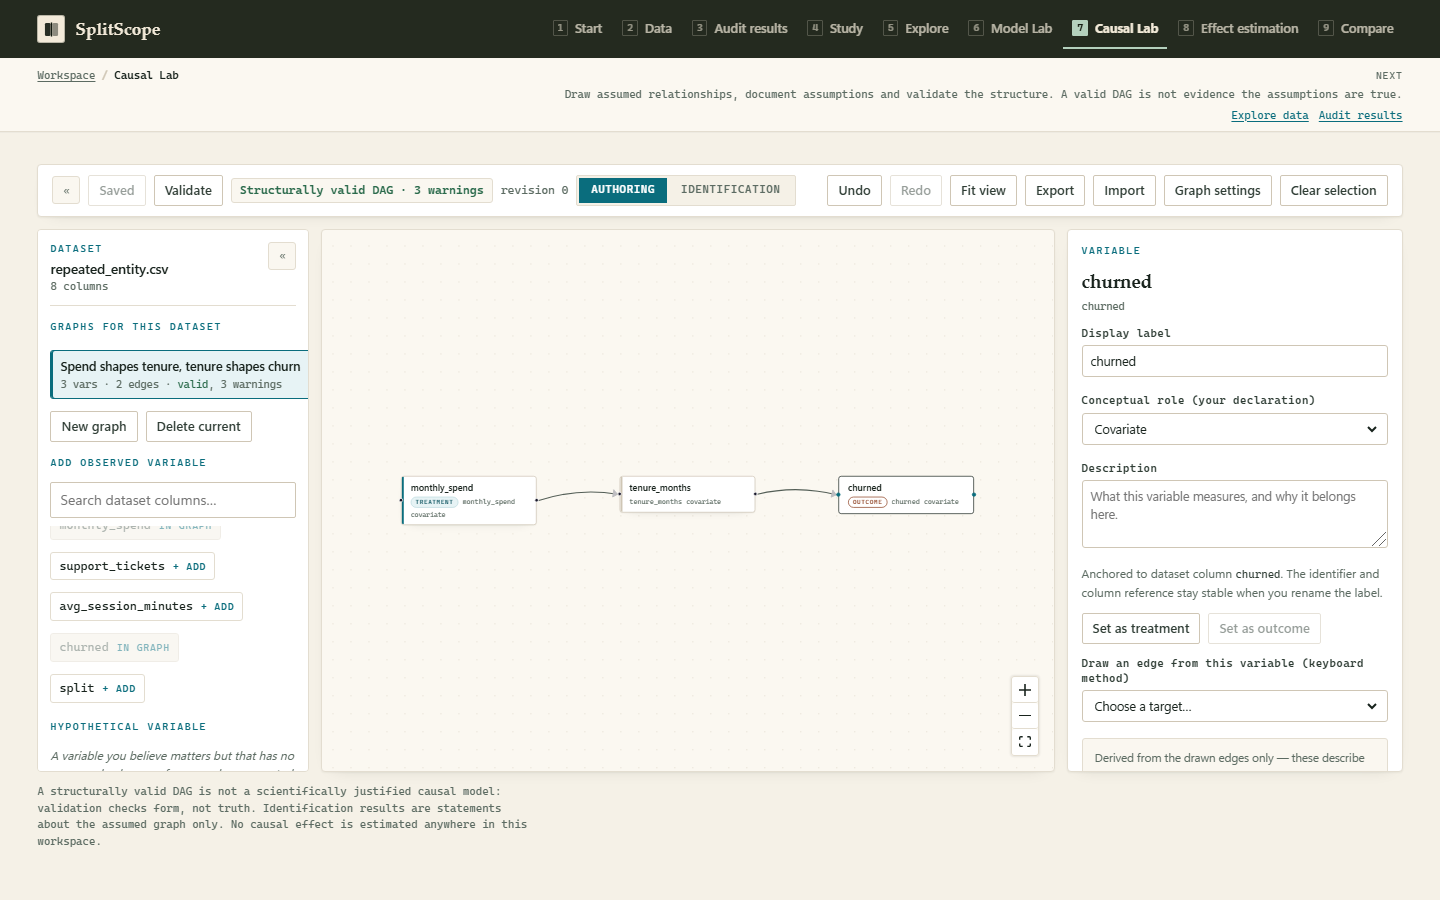 SplitScope
1 Start
2 Data
3 Audit results
4 Study
5 Explore
6 Model Lab
7 Causal Lab
8 Effect estimation
9 Compare
Workspace / Causal Lab
NEXT
Draw assumed relationships, document assumptions and validate the structure. A valid DAG is not evidence the assumptions are true.
Explore data Audit results
« Saved Validate Structurally valid DAG · 3 warnings revision 0 AUTHORING IDENTIFICATION Undo Redo Fit view Export Import Graph settings Clear selection
DATASET
«
repeated_entity.csv
8 columns
GRAPHS FOR THIS DATASET
Spend shapes tenure, tenure shapes churn
3 vars · 2 edges · valid, 3 warnings
New graph Delete current
ADD OBSERVED VARIABLE
Search dataset columns...
monthly_spend IN GRAPH
support_tickets + ADD
avg_session_minutes + ADD
churned IN GRAPH
split + ADD
HYPOTHETICAL VARIABLE
A variable you believe matters but that has no
monthly_spend
TREATMENT monthly_spend
covariate
tenure_months
tenure_months covariate
churned
OUTCOME churned covariate
VARIABLE
churned
churned
Display label
churned
Conceptual role (your declaration)
Covariate
Description
What this variable measures, and why it belongs
here.
Anchored to dataset column churned. The identifier and
column reference stay stable when you rename the label.
Set as treatment Set as outcome
Draw an edge from this variable (keyboard
method)
Choose a target...
Derived from the drawn edges only — these describe
A structurally valid DAG is not a scientifically justified causal model:
validation checks form, not truth. Identification results are statements
about the assumed graph only. No causal effect is estimated anywhere in this
workspace.